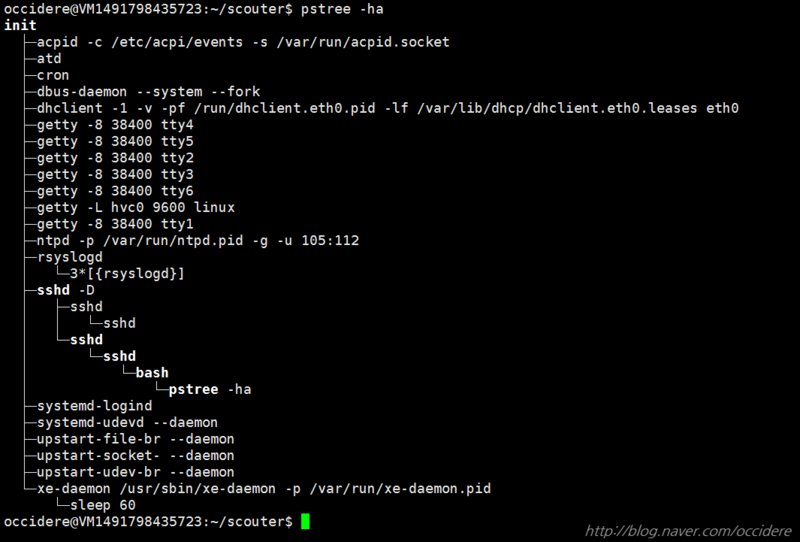 occidere@VM1491798435723:~/scouter$ pstree -ha
init
├─acpid -c /etc/acpi/events -s /var/run/acpid.socket
├─atd
├─cron
├─dbus-daemon --system --fork
├─dhclient -1 -v -pf /run/dhclient.eth0.pid -lf /var/lib/dhcp/dhclient.eth0.leases eth0
├─getty -8 38400 tty4
├─getty -8 38400 tty5
├─getty -8 38400 tty2
├─getty -8 38400 tty3
├─getty -8 38400 tty6
├─getty -L hvc0 9600 linux
├─getty -8 38400 tty1
├─ntpd -p /var/run/ntpd.pid -g -u 105:112
├─rsyslogd
│   └─3*[{rsyslogd}]
├─sshd -D
│   ├─sshd
│   │   └─sshd
│   └─sshd
│       └─sshd
│           └─bash
│               └─pstree -ha
├─systemd-logind
├─systemd-udevd --daemon
├─upstart-file-br --daemon
├─upstart-socket- --daemon
├─upstart-udev-br --daemon
└─xe-daemon /usr/sbin/xe-daemon -p /var/run/xe-daemon.pid
    └─sleep 60
occidere@VM1491798435723:~/scouter$
http://blog.naver.com/occidere